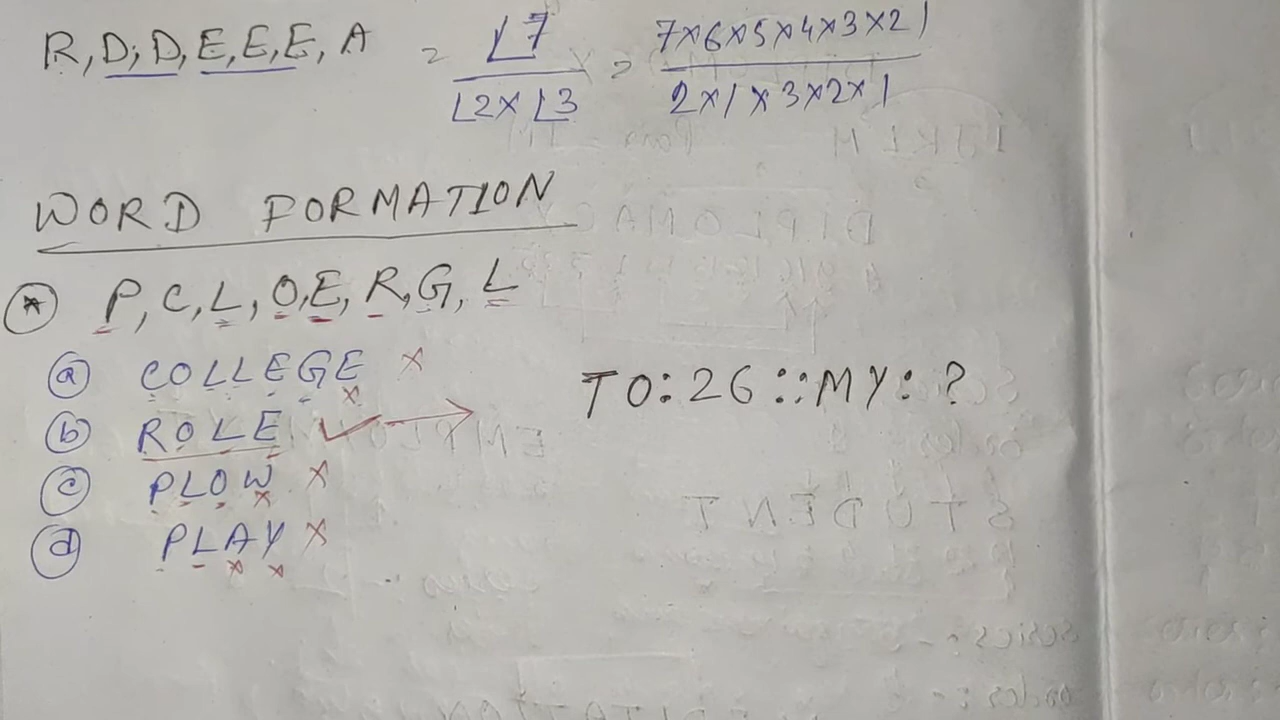 R, D, D, E, E, E, A = ⌊7 / ⌊2 × ⌊3 = 7×6×5×4×3×2 1 / 2×1×3×2×1
WORD FORMATION
* P, C, L, O, E, R, G, L
a COLLEGE ×
b ROLE ✓
c PLOW ×
d PLAY ×
TO : 26 :: MY : ?